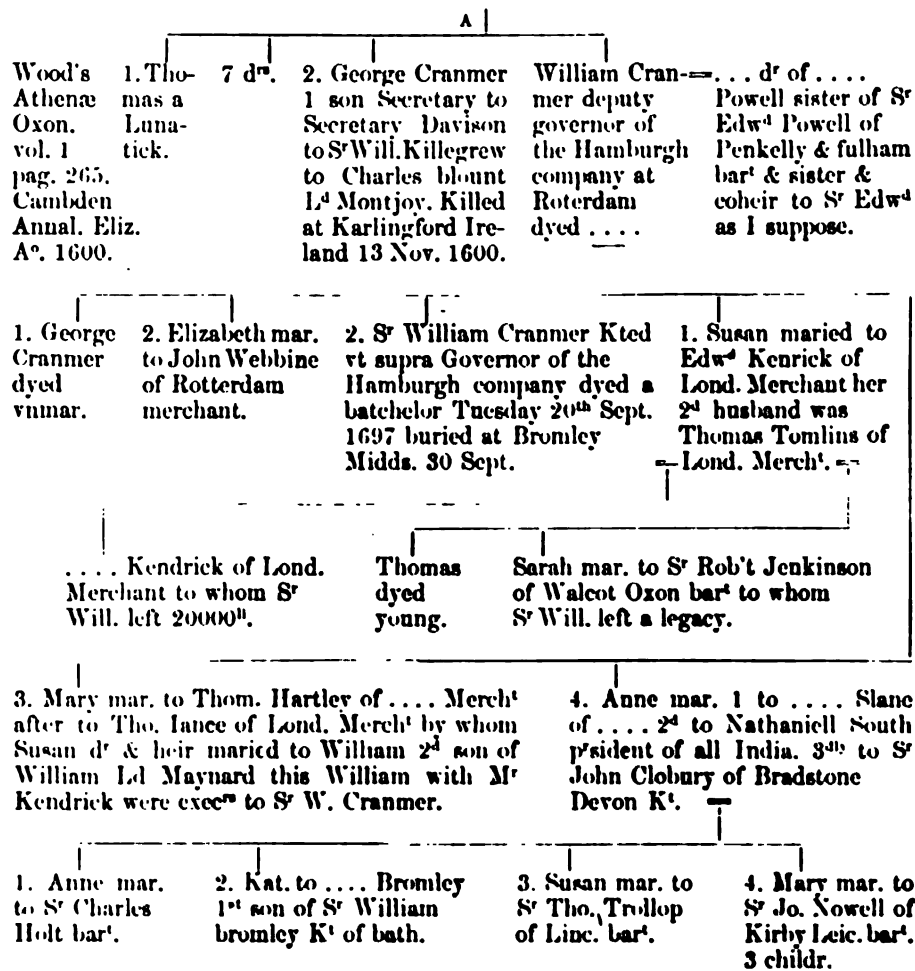 A
Wood's
Athenæ
Oxon.
vol. 1
pag. 265.
Cambden
Annal. Eliz.
Aº. 1600.
1. Tho-
mas a
Luna-
tick.
7 dʳˢ.
2. George Cranmer
1 son Secretary to
Secretary Davison
to Sʳ Will. Killegrew
to Charles blount
Lᵈ Montjoy. Killed
at Karlingford Ire-
land 13 Nov. 1600.
William Cran-
mer deputy
governor of
the Hamburgh
company at
Roterdam
dyed ....
... dʳ of ....
Powell sister of Sʳ
Edwᵈ Powell of
Penkelly & fulham
barᵗ & sister &
coheir to Sʳ Edwᵈ
as I suppose.
1. George
Cranmer
dyed
vnmar.
2. Elizabeth mar.
to John Webbine
of Rotterdam
merchant.
2. Sʳ William Cranmer Kted
vt supra Governor of the
Hamburgh company dyed a
batchelor Tuesday 20ᵗʰ Sept.
1697 buried at Bromley
Midds. 30 Sept.
1. Susan maried to
Edwᵈ Kenrick of
Lond. Merchant her
2ᵈ husband was
Thomas Tomlins of
Lond. Merchᵗ.
.... Kendrick of Lond.
Merchant to whom Sʳ
Will. left 20000ˡⁱ.
Thomas
dyed
young.
Sarah mar. to Sʳ Rob't Jenkinson
of Walcot Oxon barᵗ to whom
Sʳ Will. left a legacy.
3. Mary mar. to Thom. Hartley of .... Merchᵗ
after to Tho. Iance of Lond. Merchᵗ by whom
Susan dʳ & heir maried to William 2ᵈ son of
William Ld Maynard this William with Mʳ
Kendrick were execʳˢ to Sʳ W. Cranmer.
4. Anne mar. 1 to .... Slane
of .... 2ᵈ to Nathaniell South
pʳsident of all India. 3ᵈˡʸ to Sʳ
John Clobury of Bradstone
Devon Kᵗ.
1. Anne mar.
to Sʳ Charles
Holt barᵗ.
2. Kat. to .... Bromley
1ˢᵗ son of Sʳ William
bromley Kᵗ of bath.
3. Susan mar. to
Sʳ Tho. Trollop
of Linc. barᵗ.
4. Mary mar. to
Sʳ Jo. Nowell of
Kirby Leic. barᵗ.
3 childr.